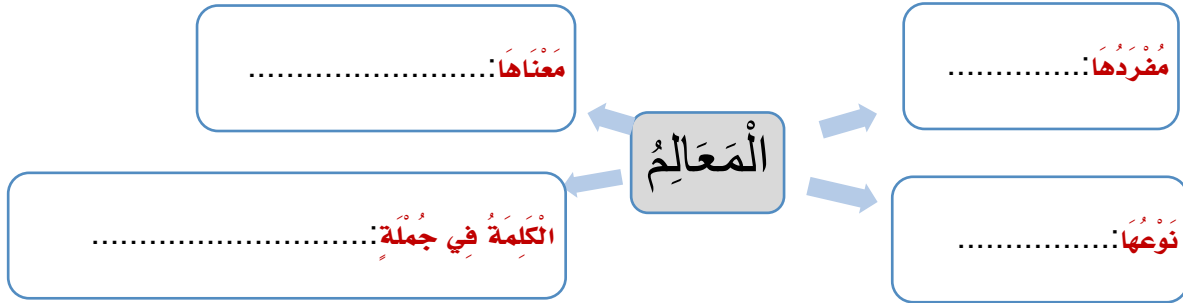 مُفْرَدُهَا:..............
مَعْنَاهَا:.........................
الْمَعَالِمُ
نَوْعُهَا:................
الْكَلِمَةُ فِي جُمْلَةٍ:.............................